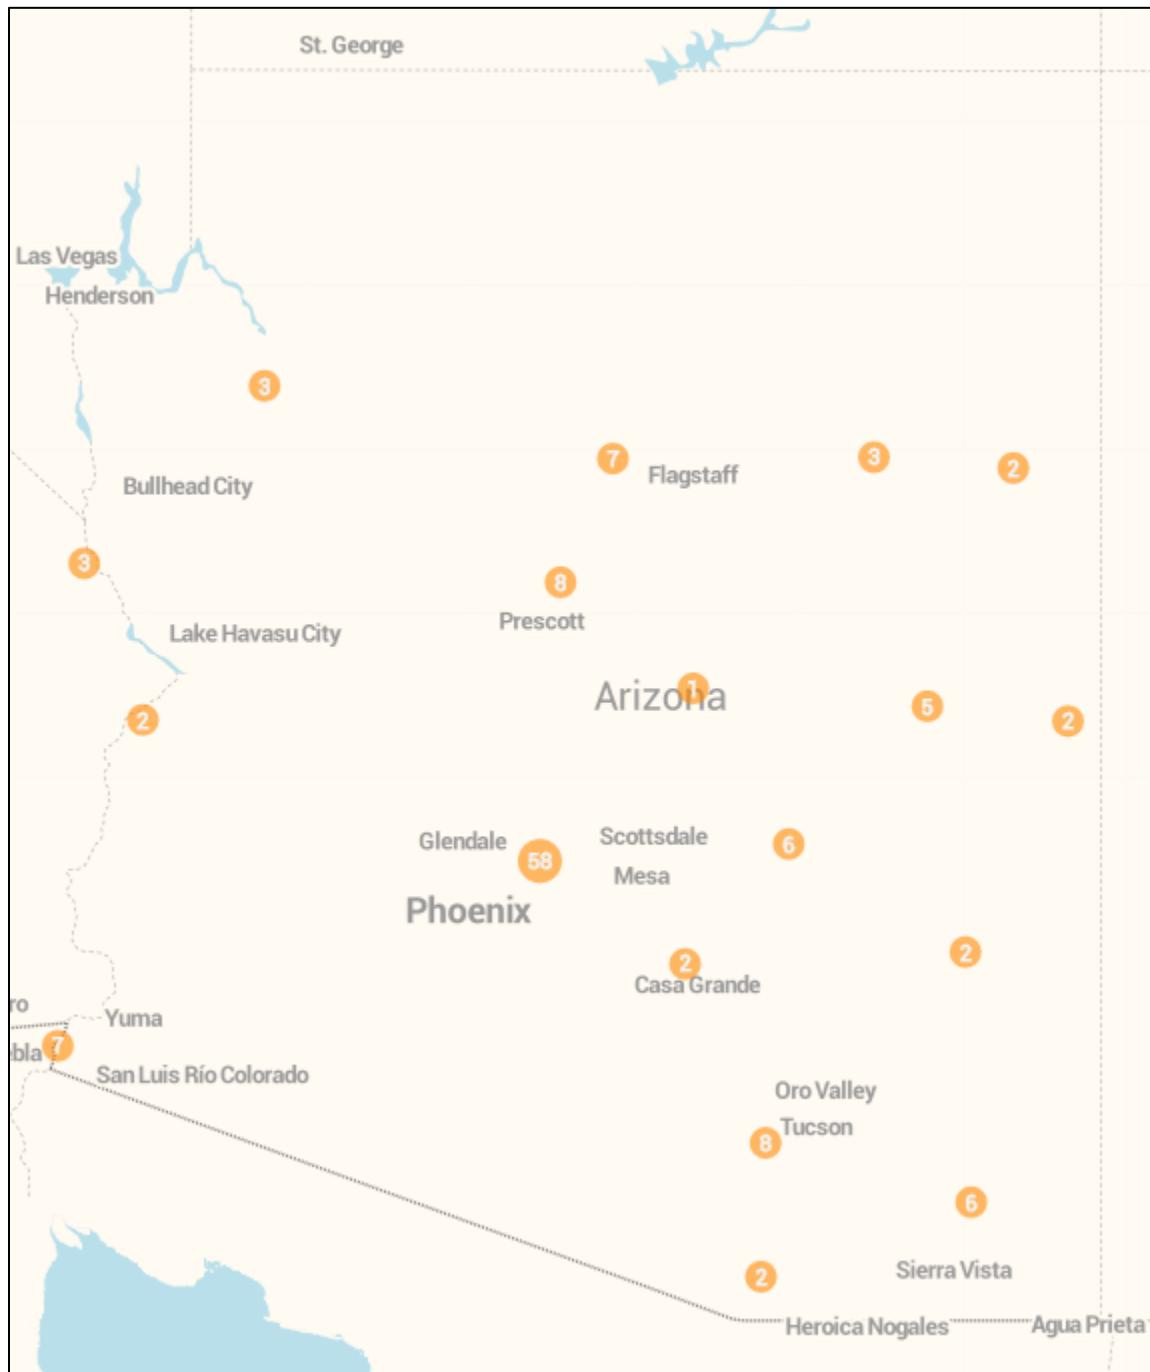 St. George
Las Vegas
Henderson
3
7
3
2
Flagstaff
Bullhead City
3
8
Prescott
Lake Havasu City
1
Arizona
5
2
2
Glendale
58
Scottsdale
6
Mesa
Phoenix
2
2
Casa Grande
ro
Yuma
7
ebla
San Luis Río Colorado
Oro Valley
Tucson
8
6
2
Sierra Vista
Heroica Nogales
Agua Prieta